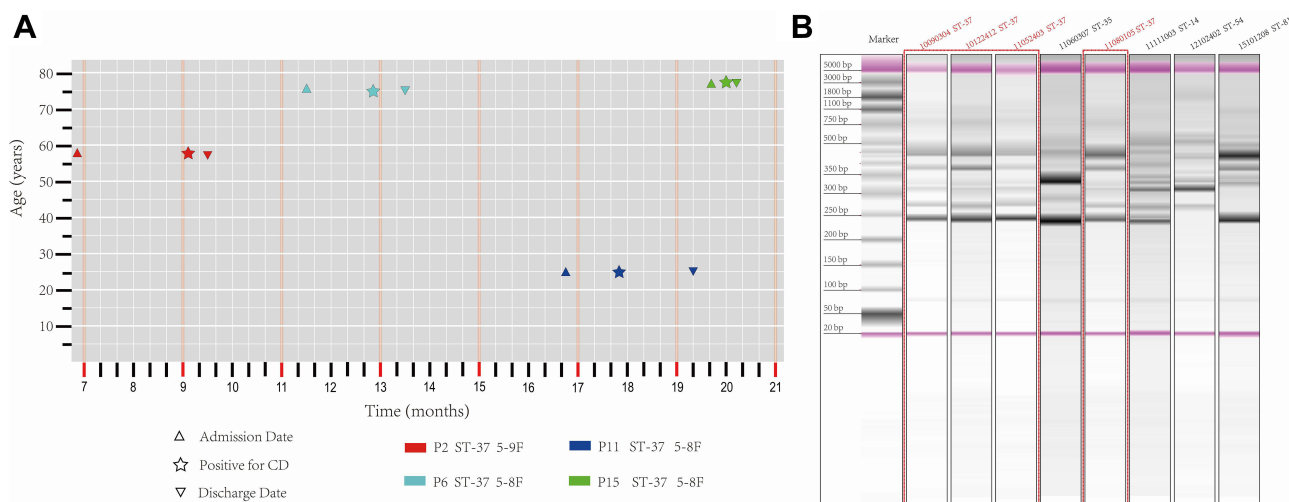 A
Age (years)
80
70
60
50
40
30
20
10
7 8 9 10 11 12 13 14 15 16 17 18 19 20 21
Time (months)
Admission Date
Positive for CD
Discharge Date
P2 ST-37 5-9F
P6 ST-37 5-8F
P11 ST-37 5-8F
P15 ST-37 5-8F
B
Marker
10090304 ST-37
10122412 ST-37
11052403 ST-37
11060307 ST-35
11080105 ST-37
11111003 ST-14
12102402 ST-54
15101208 ST-81
5000 bp
3000 bp
1800 bp
1100 bp
750 bp
500 bp
350 bp
300 bp
250 bp
200 bp
150 bp
100 bp
50 bp
20 bp